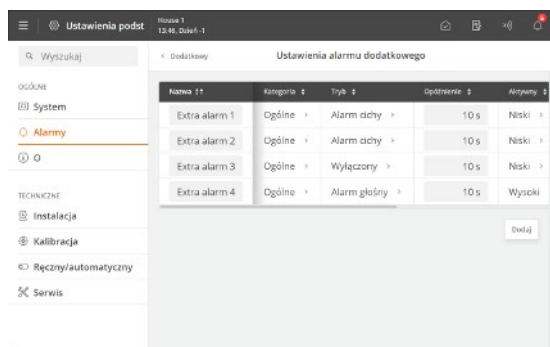 Ustawienia podst
House 1
13:46, Dzień -1
Wyszukaj
OGÓLNE
System
Alarmy
O
TECHNICZNE
Instalacja
Kalibracja
Ręczny/automatyczny
Serwis
< Dodatkowy
Ustawienia alarmu dodatkowego
Nazwa Kategoria Tryb Opóźnienie Aktywny
Extra alarm 1 Ogólne Alarm cichy 10 s Niski
Extra alarm 2 Ogólne Alarm cichy 10 s Niski
Extra alarm 3 Ogólne Wyłączony 10 s Niski
Extra alarm 4 Ogólne Alarm głośny 10 s Wysoki
Dodaj